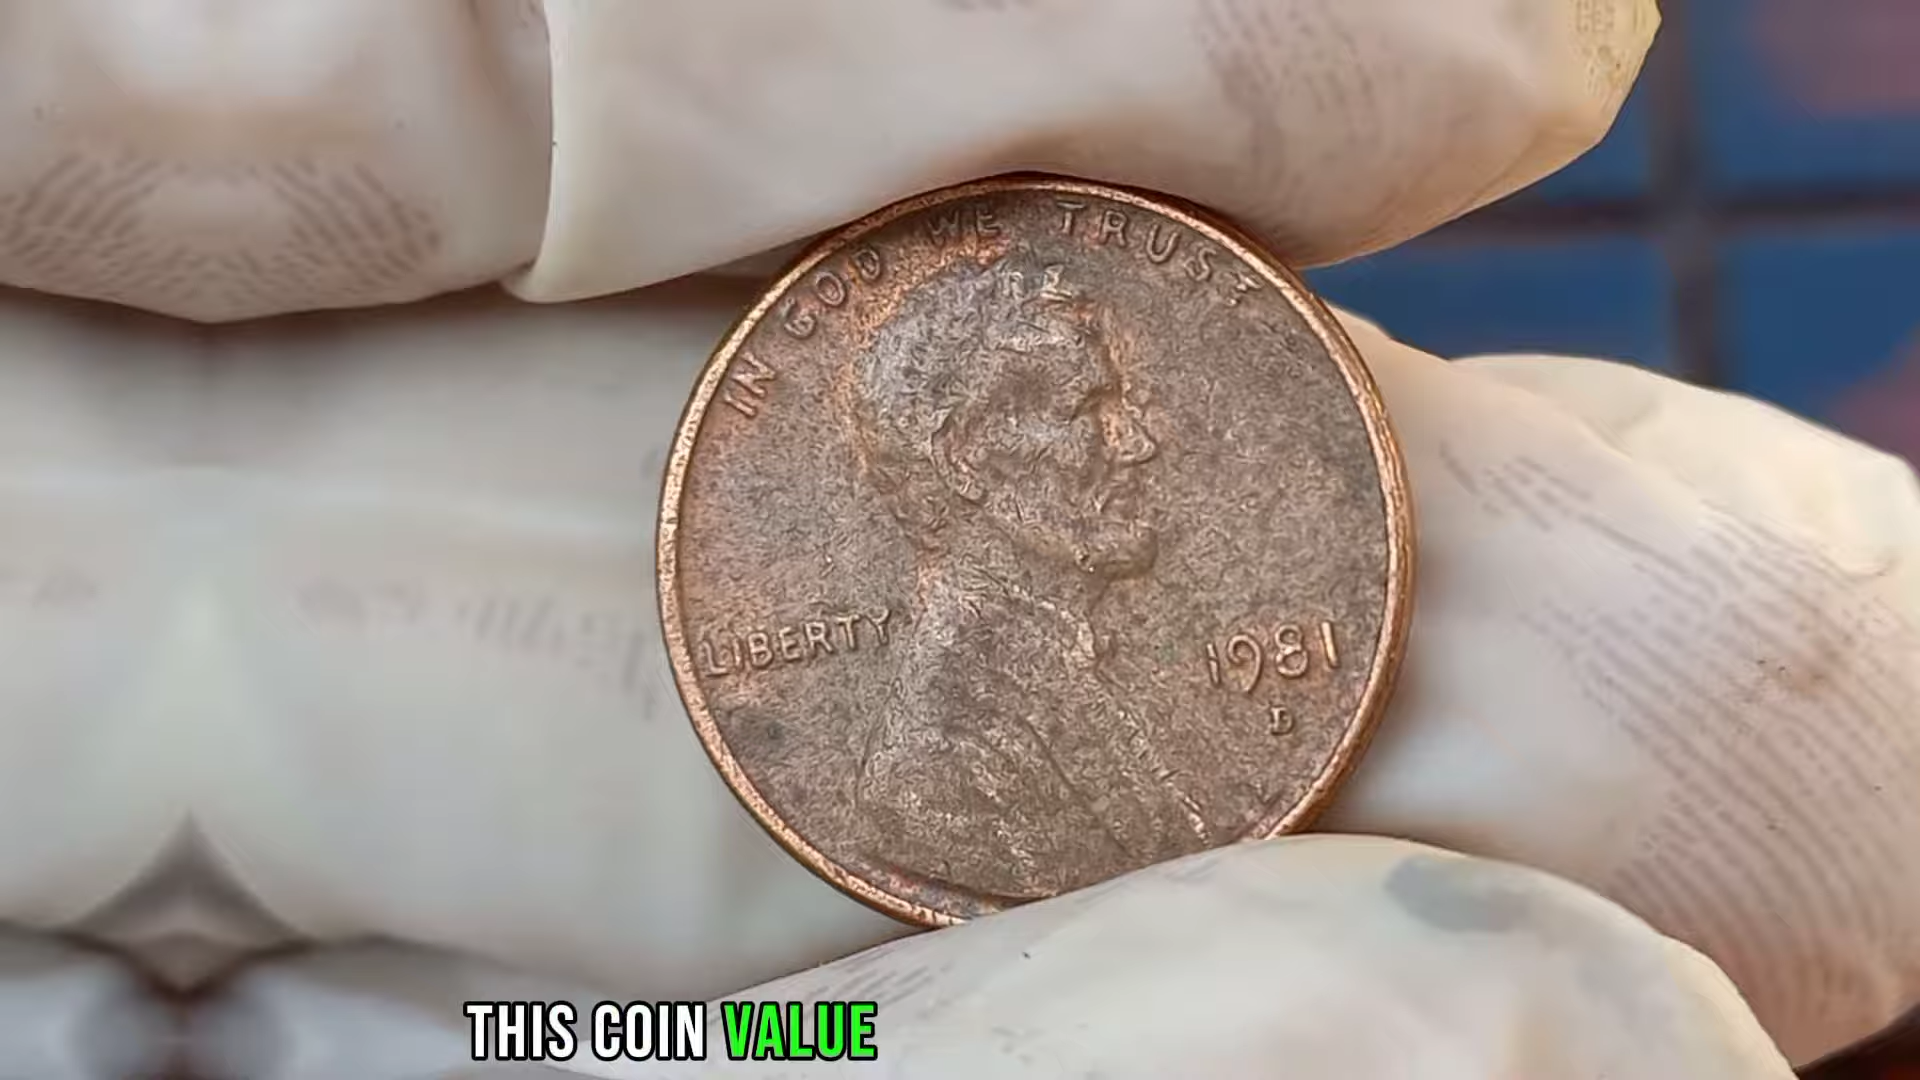 IN GOD WE TRUST
LIBERTY
1981
D
THIS COIN VALUE